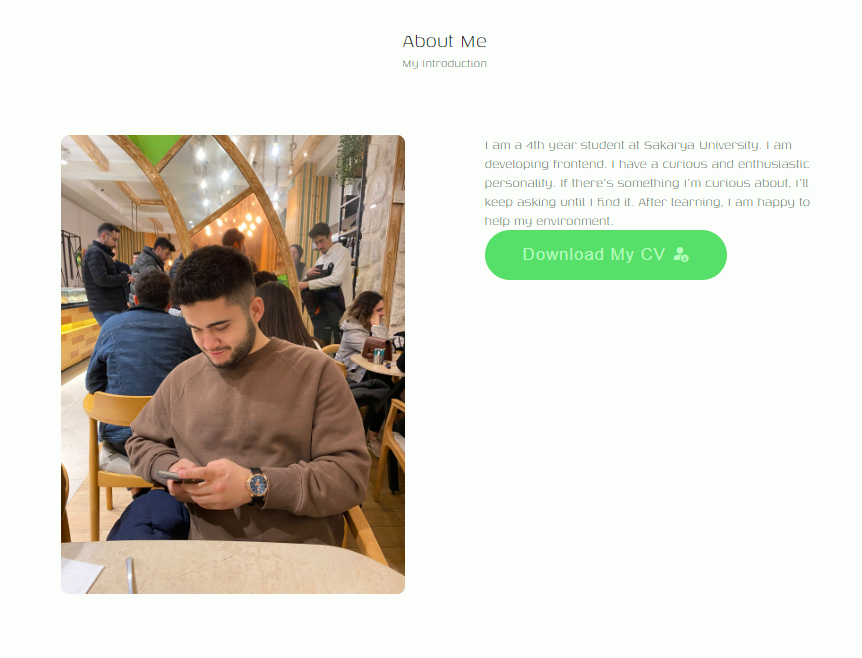 About Me
My introduction
I am a 4th year student at Sakarya University. I am
developing frontend. I have a curious and enthusiastic
personality. If there's something I'm curious about, I'll
keep asking until I find it. After learning, I am happy to
help my environment.
Download My CV